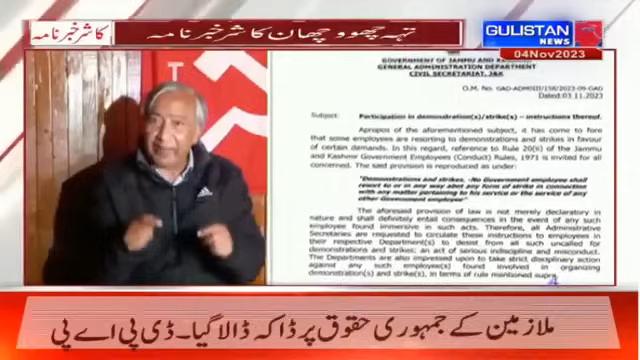 کاشر خبرنامہ
تہہ چھوو چھان کاشر خبرنامہ
GULISTAN
NEWS
04Nov2023
GOVERNMENT OF JAMMU AND KASHMIR
GENERAL ADMINISTRATION DEPARTMENT
CIVIL SECRETARIAT, J&K
O.M. No. GAD-ADM0III/158/2023-09-GAD
Dated:03.11.2023
Subject: Participation in demonstration(s)/strike(s) – instructions thereof.
Apropos of the aforementioned subject, it has come to fore
that some employees are resorting to demonstrations and strikes in favour
of certain demands. In this regard, reference to Rule 20(ii) of the Jammu
and Kashmir Government Employees (Conduct) Rules, 1971 is invited for all
concerned. The said provision is reproduced as under:
"Demonstrations and strikes. -No Government employee shall
resort to or in any way abet any form of strike in connection
with any matter pertaining to his service or the service of any
other Government employee"
The aforesaid provision of law is not merely declaratory in
nature and shall definitely entail consequences in the event of any such
employee found immersive in such acts. Therefore, all Administrative
Secretaries are requested to circulate these instructions to employees in
their respective Department(s) to desist from all such uncalled for
demonstrations and strikes; an act of serious indiscipline and misconduct.
The Departments are also impressed upon to take strict disciplinary action
against any such employee(s) found involved in organizing
demonstration(s) and strike(s), in terms of rule mentioned supra.
ملازمین کے جمہوری حقوق پر ڈاکہ ڈالا گیا۔ ڈی پی اے پی